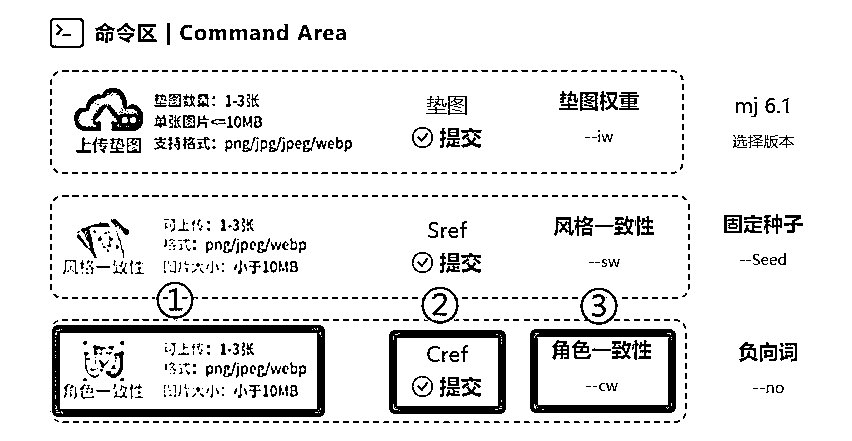 命令区 | Command Area
垫图数量：1-3张
单张图片<=10MB
支持格式：png/jpg/jpeg/webp
上传垫图
垫图
提交
垫图权重
--iw
mj 6.1
选择版本
可上传：1-3张
格式：png/jpeg/webp
图片大小：小于10MB
风格一致性
Sref
提交
风格一致性
--sw
固定种子
--Seed
①
②
③
可上传：1-3张
格式：png/jpeg/webp
图片大小：小于10MB
角色一致性
Cref
提交
角色一致性
--cw
负向词
--no